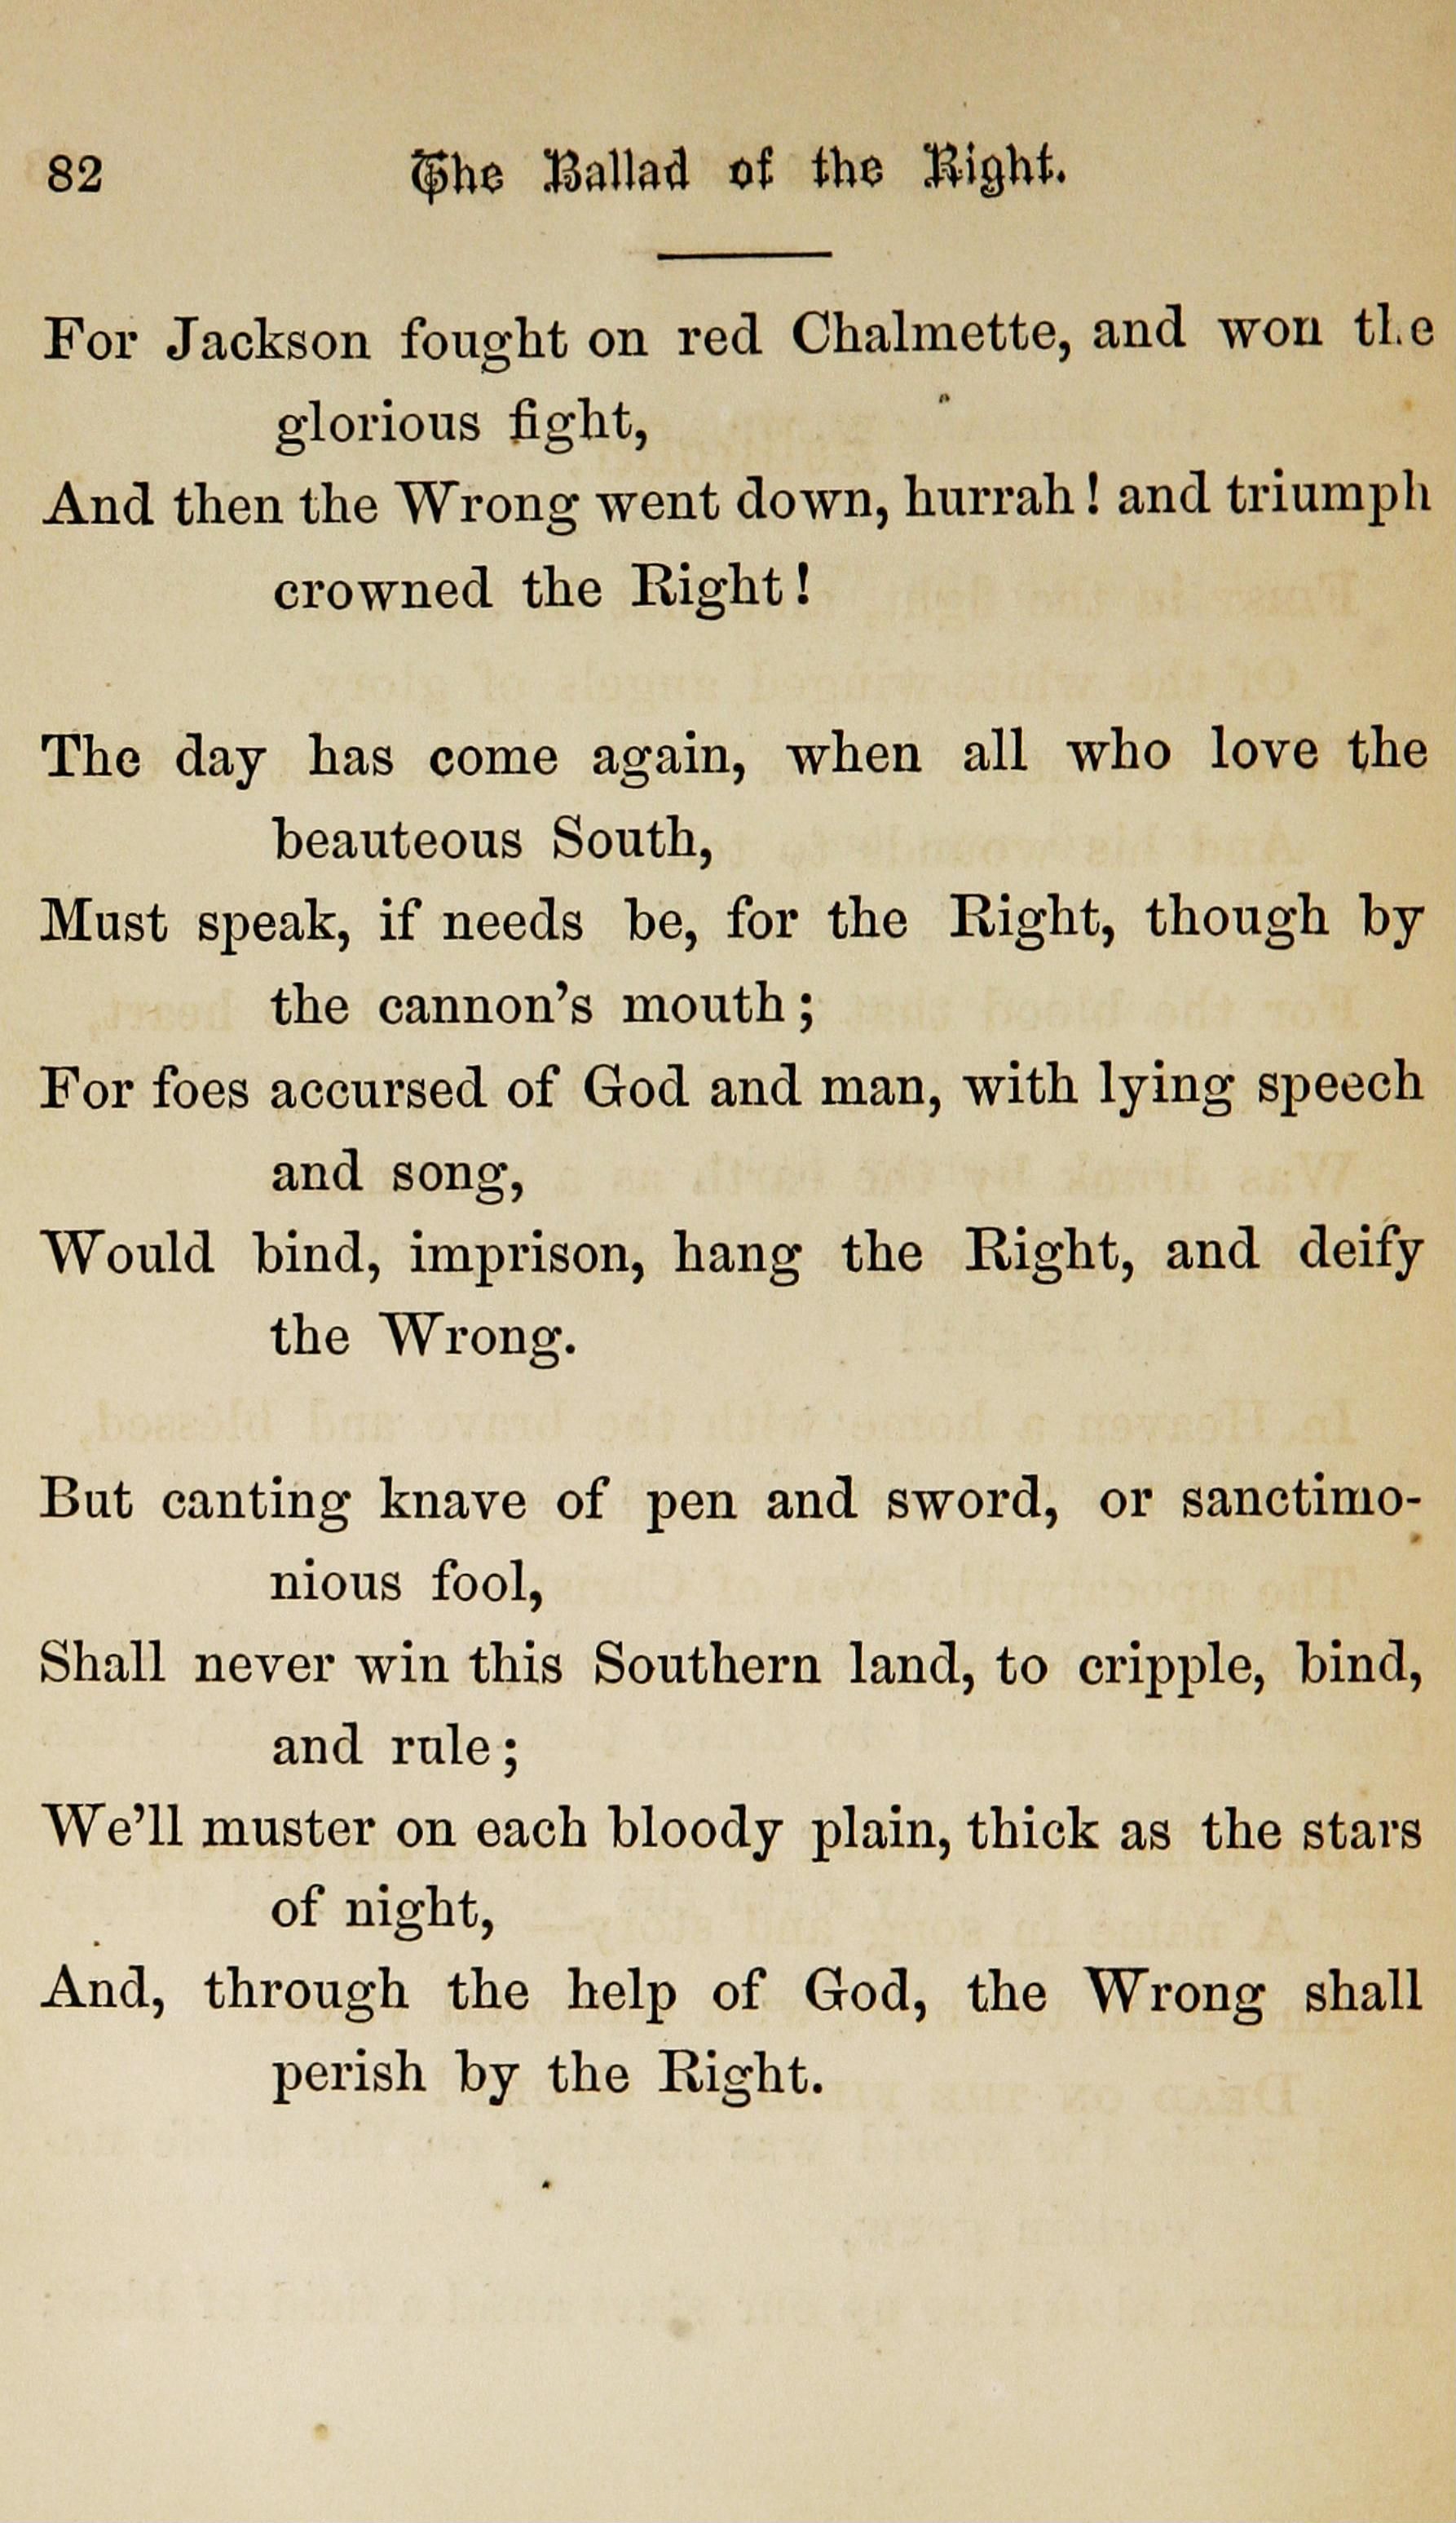 82 The Ballad of the Right.
For Jackson fought on red Chalmette, and won the
glorious fight,
And then the Wrong went down, hurrah! and triumph
crowned the Right!
The day has come again, when all who love the
beauteous South,
Must speak, if needs be, for the Right, though by
the cannon's mouth;
For foes accursed of God and man, with lying speech
and song,
Would bind, imprison, hang the Right, and deify
the Wrong.
But canting knave of pen and sword, or sanctimo-
nious fool,
Shall never win this Southern land, to cripple, bind,
and rule;
We'll muster on each bloody plain, thick as the stars
of night,
And, through the help of God, the Wrong shall
perish by the Right.